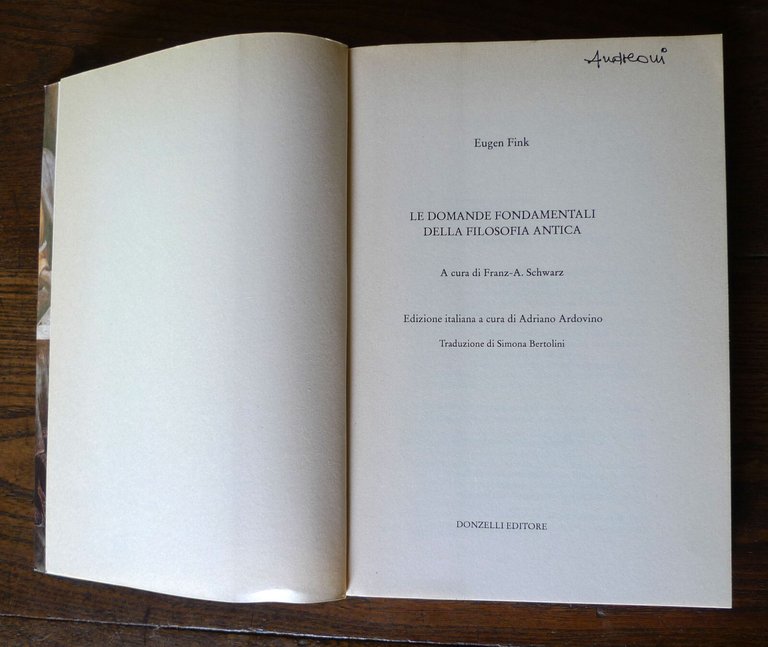 Andreoni
Eugen Fink
LE DOMANDE FONDAMENTALI
DELLA FILOSOFIA ANTICA
A cura di Franz-A. Schwarz
Edizione italiana a cura di Adriano Ardovino
Traduzione di Simona Bertolini
DONZELLI EDITORE